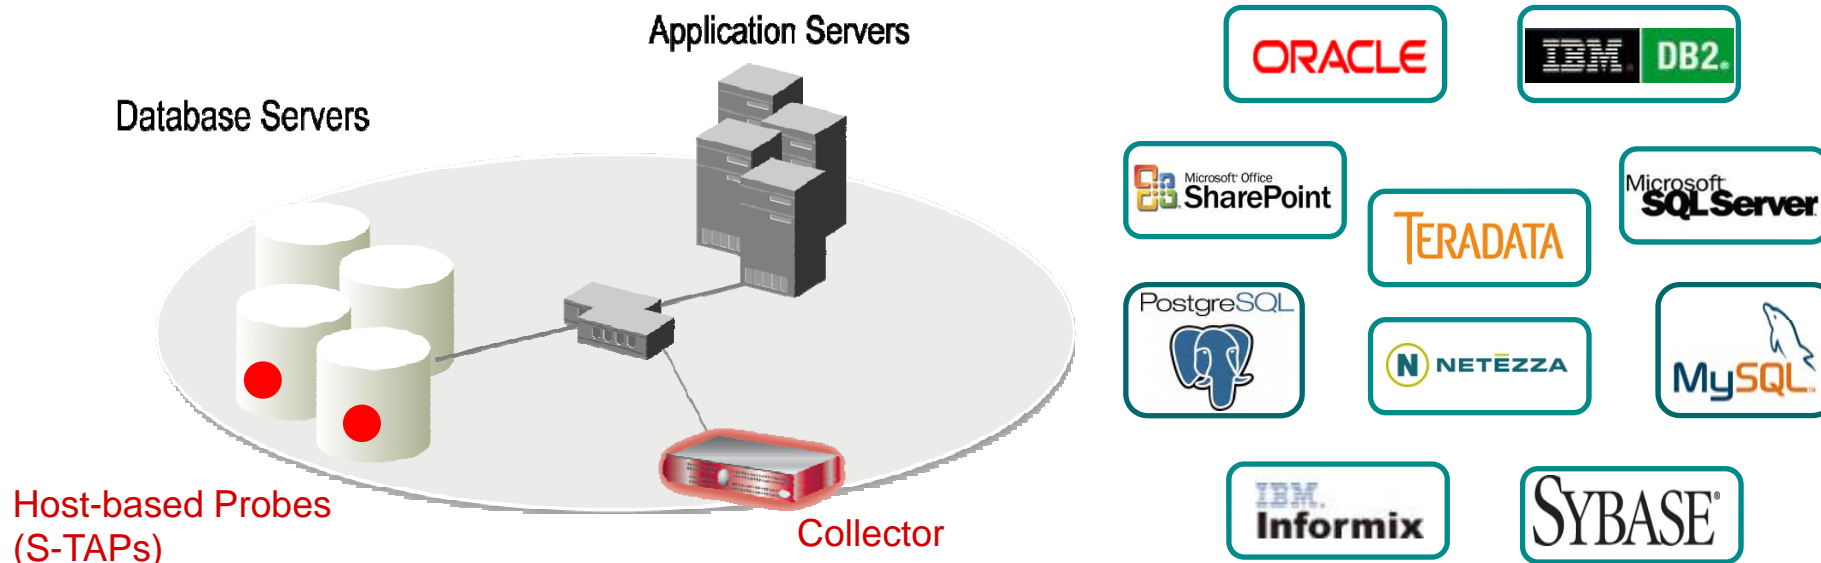 Application Servers
Database Servers
Host-based Probes
(S-TAPs)
Collector
ORACLE
IBM. DB2.
Microsoft Office
SharePoint
Microsoft
SQL Server
TERADATA
PostgreSQL
N NETEZZA
MySQL™
IBM.
Informix
SYBASE®